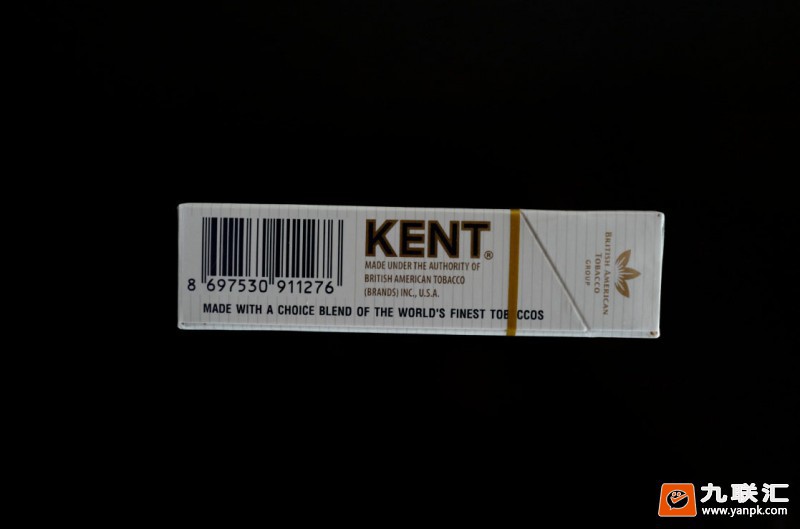 KENT®
MADE UNDER THE AUTHORITY OF
BRITISH AMERICAN TOBACCO
(BRANDS) INC., U.S.A.
8 697530 911276
MADE WITH A CHOICE BLEND OF THE WORLD'S FINEST TOBACCOS
BRITISH AMERICAN
TOBACCO
GROUP
九联汇
www.yanpk.com